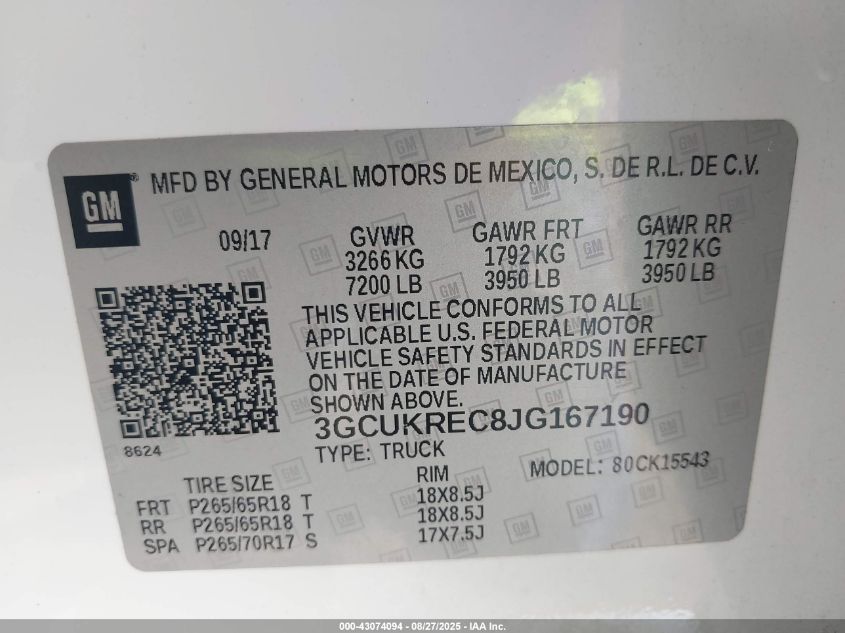 GM
MFD BY GENERAL MOTORS DE MEXICO, S. DE R.L. DE C.V.
09/17
GVWR
3266 KG
7200 LB
GAWR FRT
1792 KG
3950 LB
GAWR RR
1792 KG
3950 LB
THIS VEHICLE CONFORMS TO ALL
APPLICABLE U.S. FEDERAL MOTOR
VEHICLE SAFETY STANDARDS IN EFFECT
ON THE DATE OF MANUFACTURE
SHOWN ABOVE.
3GCUKREC8JG167190
8624
TYPE: TRUCK
MODEL: 80CK15543
TIRE SIZE RIM
FRT P265/65R18 T 18X8.5J
RR P265/65R18 T 18X8.5J
SPA P265/70R17 S 17X7.5J
000-43074094 - 08/27/2025 - IAA Inc.